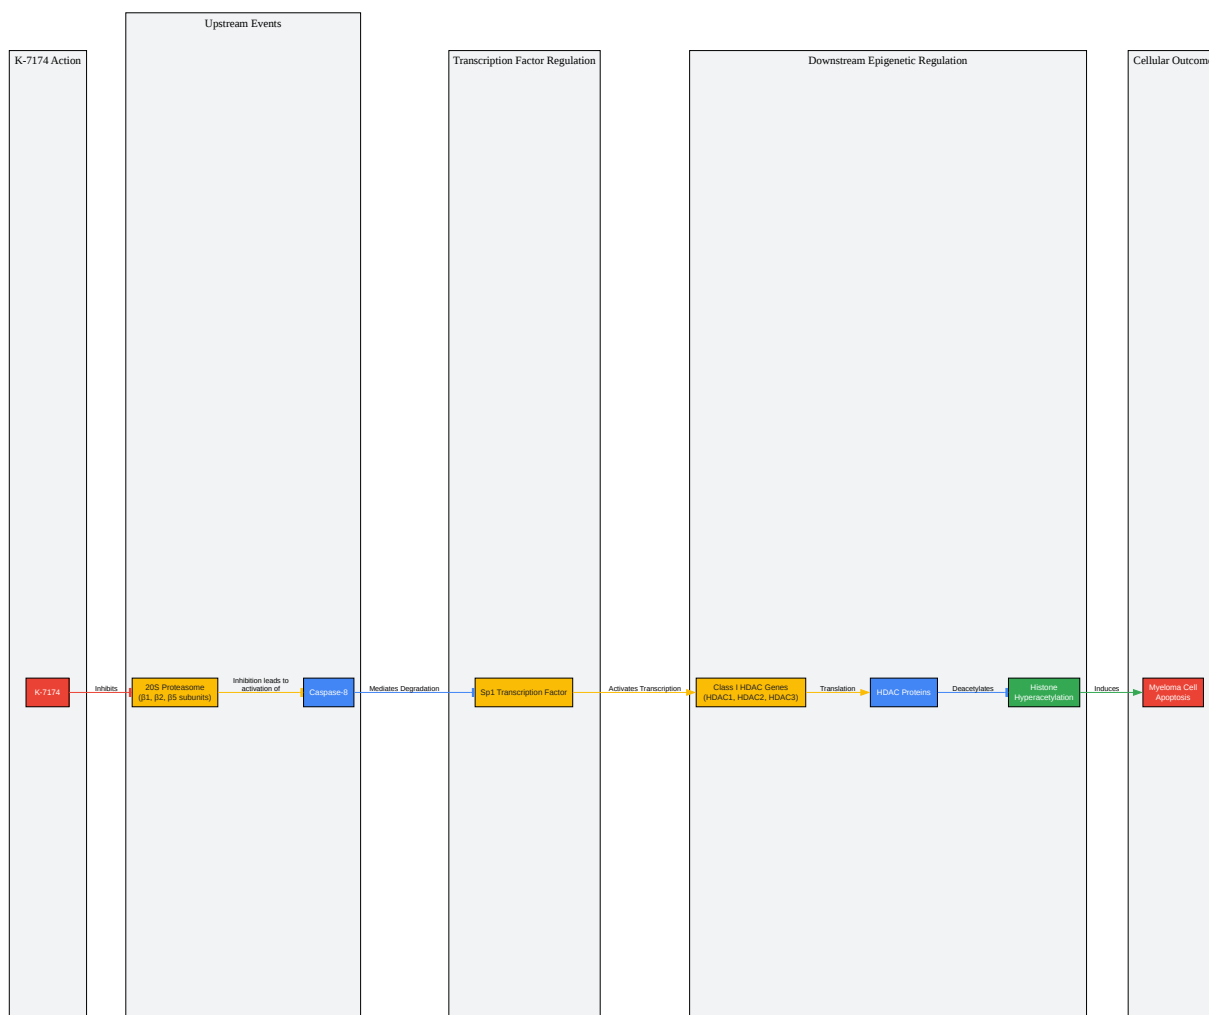 Upstream Events
K-7174 Action
Transcription Factor Regulation
Downstream Epigenetic Regulation
Cellular Outcome
K-7174
Inhibits
20S Proteasome
(β1, β2, β5 subunits)
Inhibition leads to
activation of
Caspase-8
Mediates Degradation
Sp1 Transcription Factor
Activates Transcription
Class I HDAC Genes
(HDAC1, HDAC2, HDAC3)
Translation
HDAC Proteins
Deacetylates
Histone
Hyperacetylation
Induces
Myeloma Cell
Apoptosis